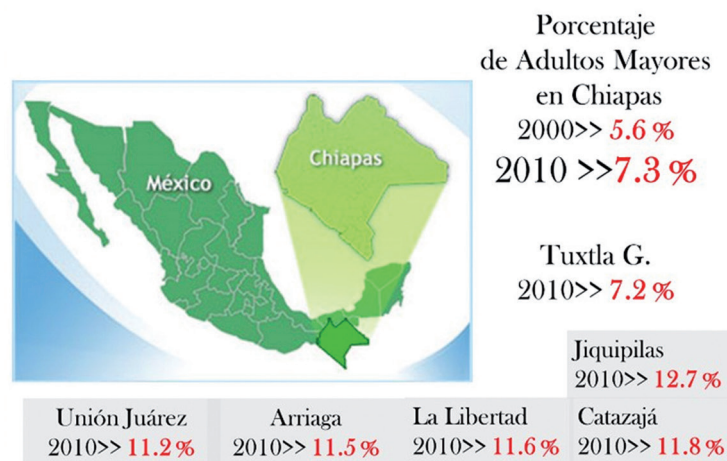 Porcentaje
de Adultos Mayores
en Chiapas
2000>> 5.6 %
2010 >>7.3 %
Chiapas
México
Tuxtla G.
2010>> 7.2 %
Jiquipilas
2010>> 12.7 %
Unión Juárez
2010>> 11.2 %
Arriaga
2010>> 11.5 %
La Libertad
2010>> 11.6 %
Catazajá
2010>> 11.8 %